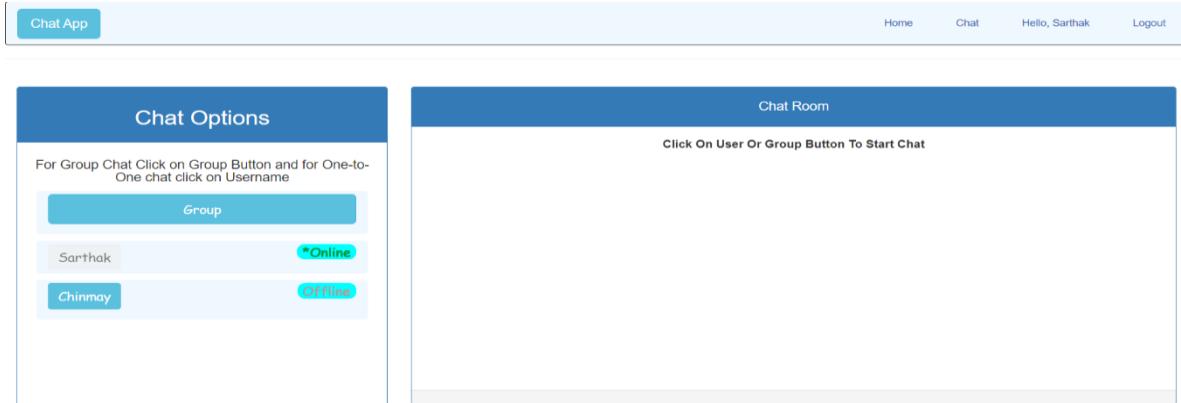 Chat App
Home
Chat
Hello, Sarthak
Logout
Chat Options
For Group Chat Click on Group Button and for One-to-
One chat click on Username
Group
Sarthak
*Online
Chinmay
Offline
Chat Room
Click On User Or Group Button To Start Chat